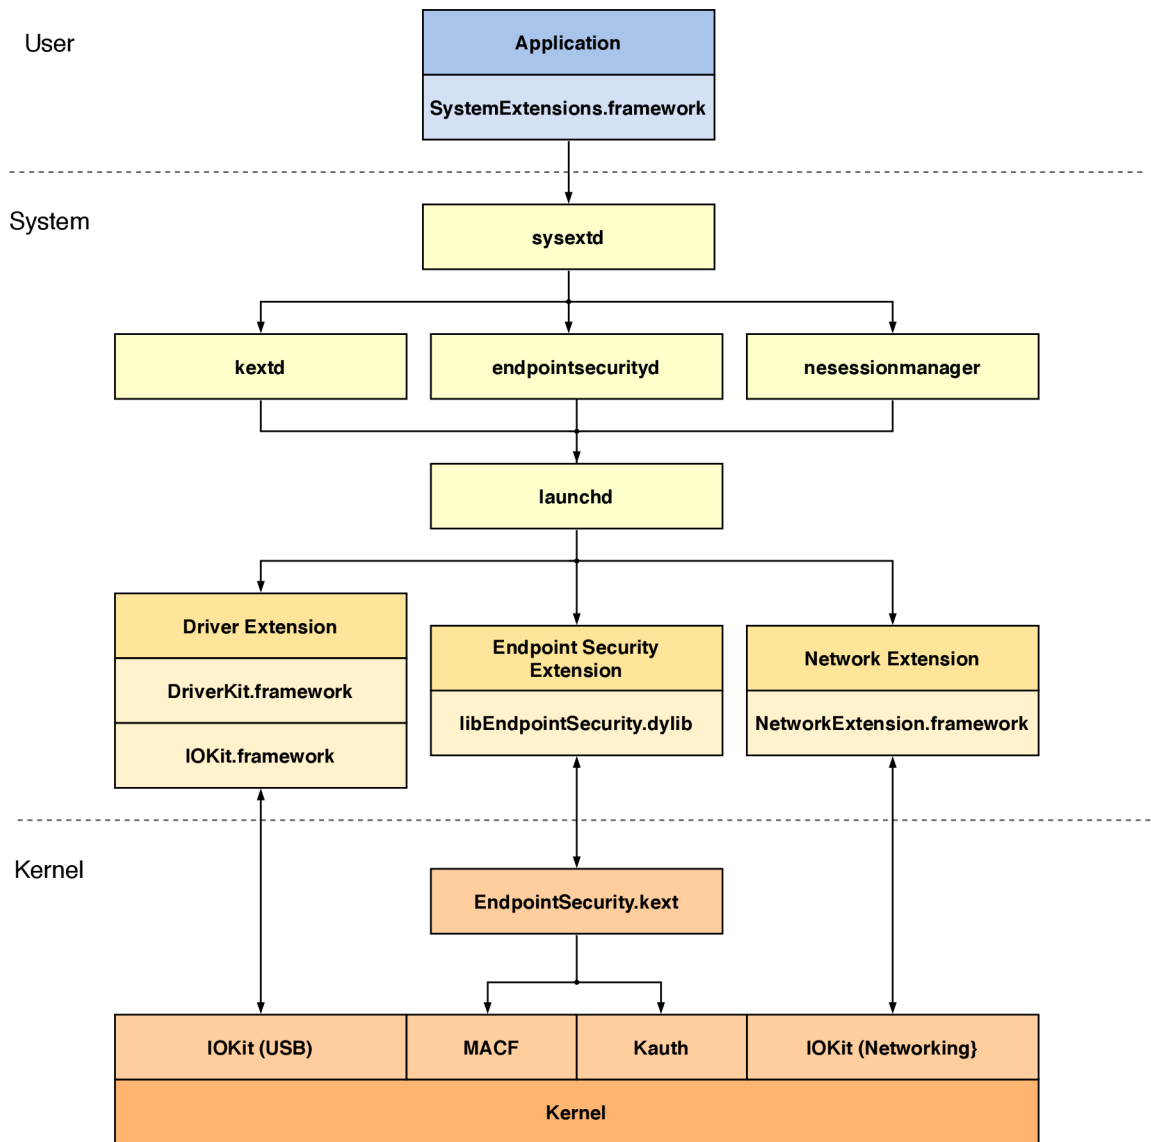 User
Application
SystemExtensions.framework
System
sysextd
kextd
endpointsecurityd
nesessionmanager
launchd
Driver Extension
DriverKit.framework
IOKit.framework
Endpoint Security
Extension
libEndpointSecurity.dylib
Network Extension
NetworkExtension.framework
Kernel
EndpointSecurity.kext
IOKit (USB)
MACF
Kauth
IOKit (Networking}
Kernel